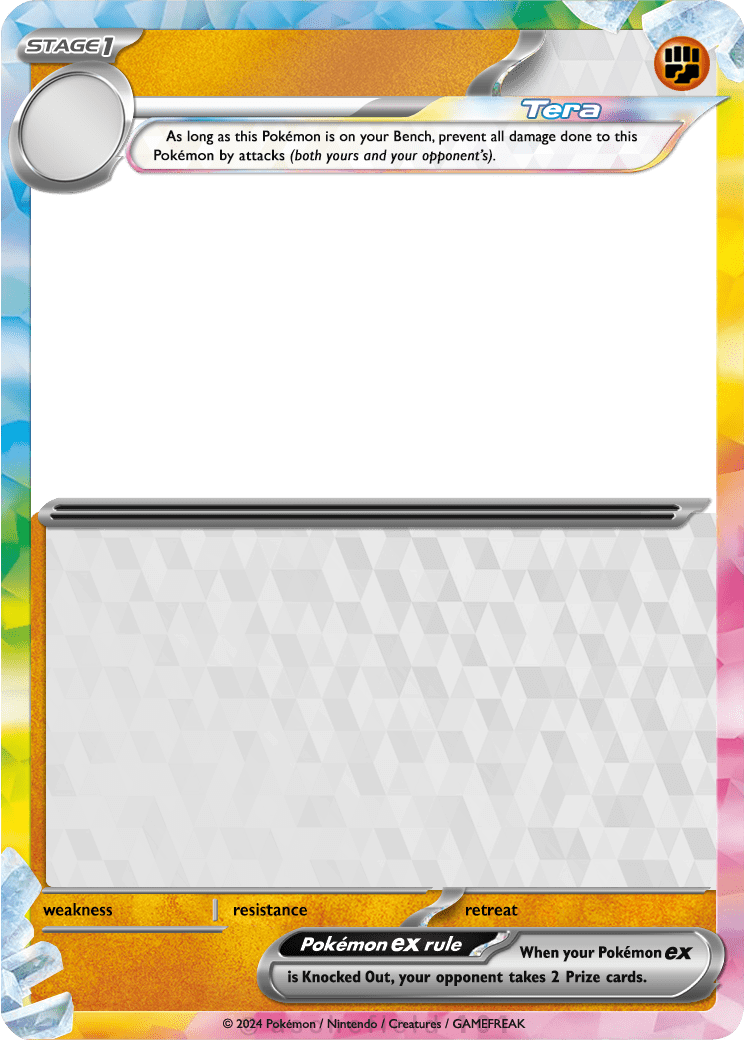 STAGE1
Tera
As long as this Pokémon is on your Bench, prevent all damage done to this
Pokémon by attacks (both yours and your opponent's).
weakness
resistance
retreat
Pokémon ex rule
When your Pokémon ex
is Knocked Out, your opponent takes 2 Prize cards.
© 2024 Pokémon / Nintendo / Creatures / GAMEFREAK